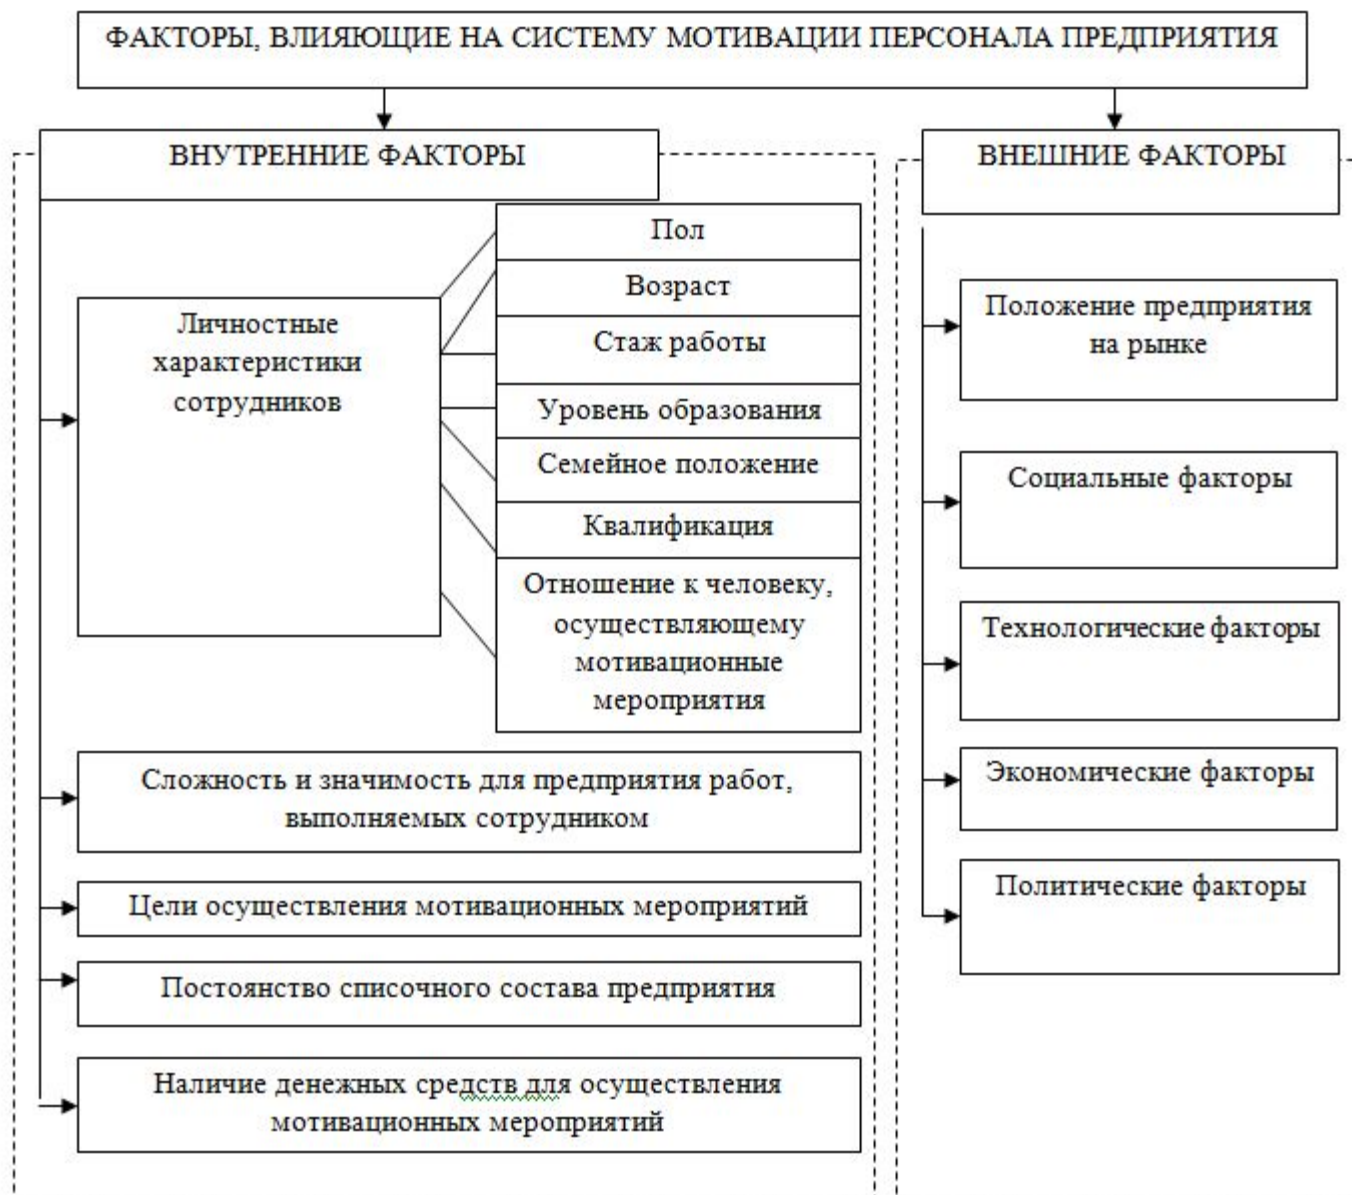 ФАКТОРЫ, ВЛИЯЮЩИЕ НА СИСТЕМУ МОТИВАЦИИ ПЕРСОНАЛА ПРЕДПРИЯТИЯ
ВНУТРЕННИЕ ФАКТОРЫ
Личностные
характеристики
сотрудников
Пол
Возраст
Стаж работы
Уровень образования
Семейное положение
Квалификация
Отношение к человеку,
осуществляющему
мотивационные
мероприятия
Сложность и значимость для предприятия работ,
выполняемых сотрудником
Цели осуществления мотивационных мероприятий
Постоянство списочного состава предприятия
Наличие денежных средств для осуществления
мотивационных мероприятий
ВНЕШНИЕ ФАКТОРЫ
Положение предприятия
на рынке
Социальные факторы
Технологические факторы
Экономические факторы
Политические факторы